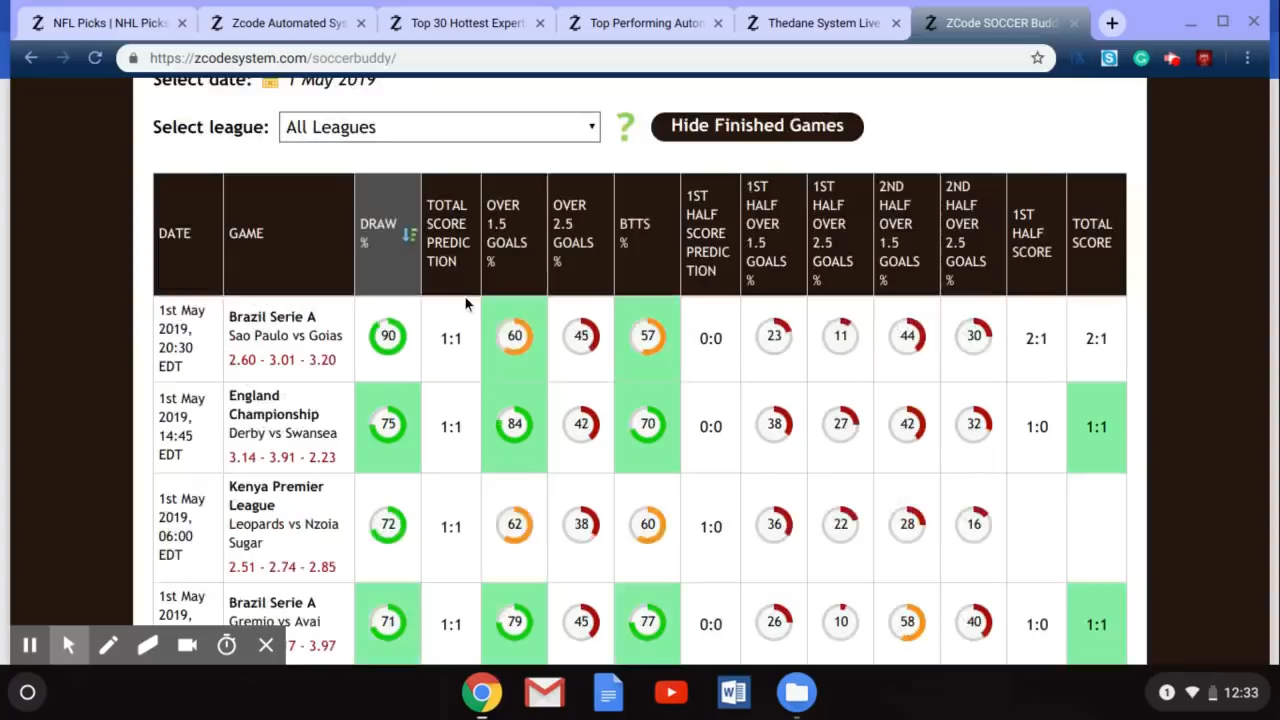 NFL Picks | NHL Picks
Zcode Automated Sys
Top 30 Hottest Expert
Top Performing Auton
Thedane System Live
ZCode SOCCER Budd
https://zcodesystem.com/soccerbuddy/
Select date: 1 May 2019
Select league: All Leagues ? Hide Finished Games
DATE
GAME
DRAW
%
TOTAL
SCORE
PREDIC
TION
OVER
1.5
GOALS
%
OVER
2.5
GOALS
%
BTTS
%
1ST
HALF
SCORE
PREDIC
TION
1ST
HALF
OVER
1.5
GOALS
%
1ST
HALF
OVER
2.5
GOALS
%
2ND
HALF
OVER
1.5
GOALS
%
2ND
HALF
OVER
2.5
GOALS
%
1ST
HALF
SCORE
TOTAL
SCORE
1st May
2019,
20:30
EDT
Brazil Serie A
Sao Paulo vs Goias
2.60 - 3.01 - 3.20
90
1:1
60
45
57
0:0
23
11
44
30
2:1
2:1
1st May
2019,
14:45
EDT
England
Championship
Derby vs Swansea
3.14 - 3.91 - 2.23
75
1:1
84
42
70
0:0
38
27
42
32
1:0
1:1
1st May
2019,
06:00
EDT
Kenya Premier
League
Leopards vs Nzoia
Sugar
2.51 - 2.74 - 2.85
72
1:1
62
38
60
1:0
36
22
28
16
1st May
2019,
Brazil Serie A
Gremio vs Avai
7 - 3.97
71
1:1
79
45
77
0:0
26
10
58
40
1:0
1:1
1
12:33